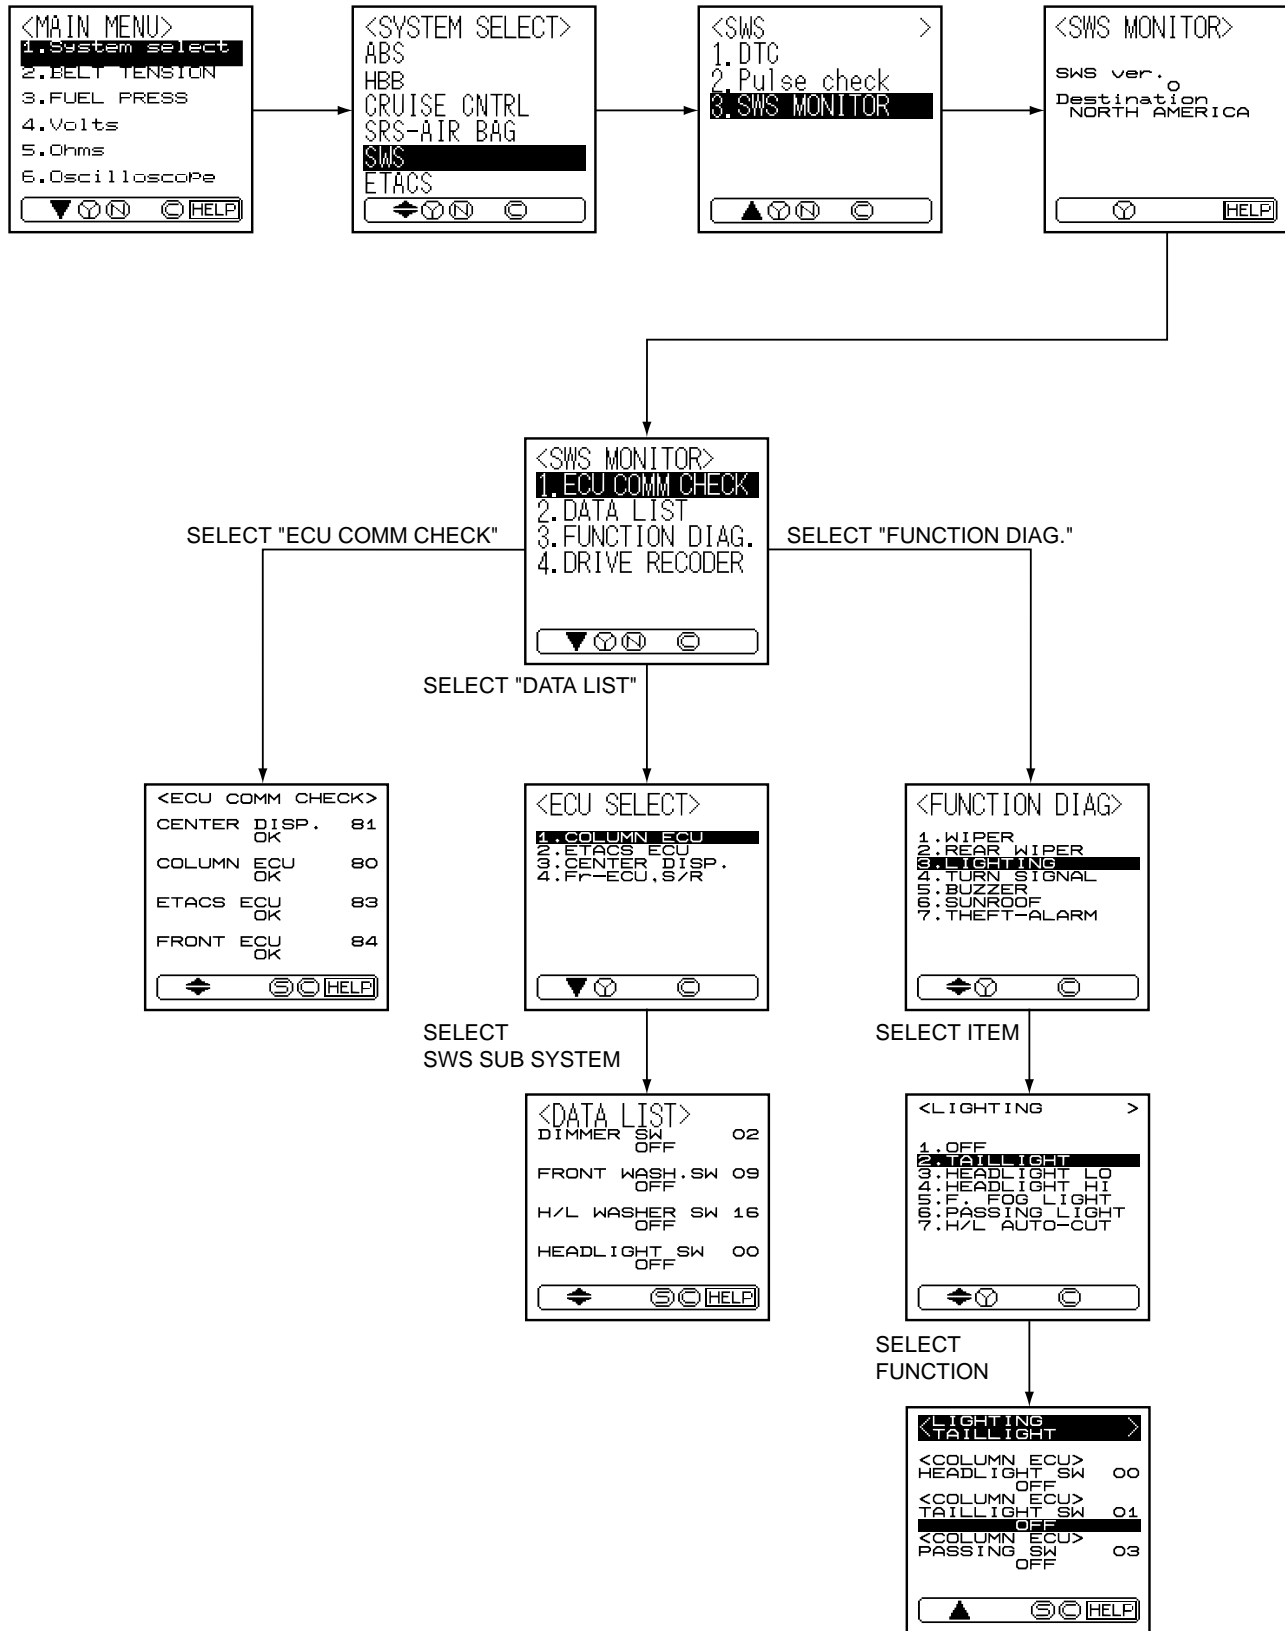 <MAIN MENU>
1.System select
2.BELT TENSION
3.FUEL PRESS
4.Volts
5.Ohms
6.Oscilloscope
Y N C HELP
<SYSTEM SELECT>
ABS
HBB
CRUISE CNTRL
SRS-AIR BAG
SWS
ETACS
Y N C
<SWS >
1.DTC
2.Pulse check
3.SWS MONITOR
Y N C
<SWS MONITOR>
SWS ver.
0
Destination
NORTH AMERICA
Y HELP
<SWS MONITOR>
1.ECU COMM CHECK
2.DATA LIST
3.FUNCTION DIAG.
4.DRIVE RECODER
Y N C
SELECT "ECU COMM CHECK"
SELECT "FUNCTION DIAG."
SELECT "DATA LIST"
<ECU COMM CHECK>
CENTER DISP. 81
OK
COLUMN ECU 80
OK
ETACS ECU 83
OK
FRONT ECU 84
OK
S C HELP
<ECU SELECT>
1.COLUMN ECU
2.ETACS ECU
3.CENTER DISP.
4.Fr-ECU,S/R
Y C
<FUNCTION DIAG>
1.WIPER
2.REAR WIPER
3.LIGHTING
4.TURN SIGNAL
5.BUZZER
6.SUNROOF
7.THEFT-ALARM
Y C
SELECT
SWS SUB SYSTEM
SELECT ITEM
<DATA LIST>
DIMMER SW 02
OFF
FRONT WASH.SW 09
OFF
H/L WASHER SW 16
OFF
HEADLIGHT SW 00
OFF
S C HELP
<LIGHTING >
1.OFF
2.TAILLIGHT
3.HEADLIGHT LO
4.HEADLIGHT HI
5.F. FOG LIGHT
6.PASSING LIGHT
7.H/L AUTO-CUT
Y C
SELECT
FUNCTION
<LIGHTING >
TAILLIGHT
<COLUMN ECU>
HEADLIGHT SW 00
OFF
<COLUMN ECU>
TAILLIGHT SW 01
OFF
<COLUMN ECU>
PASSING SW 03
OFF
S C HELP